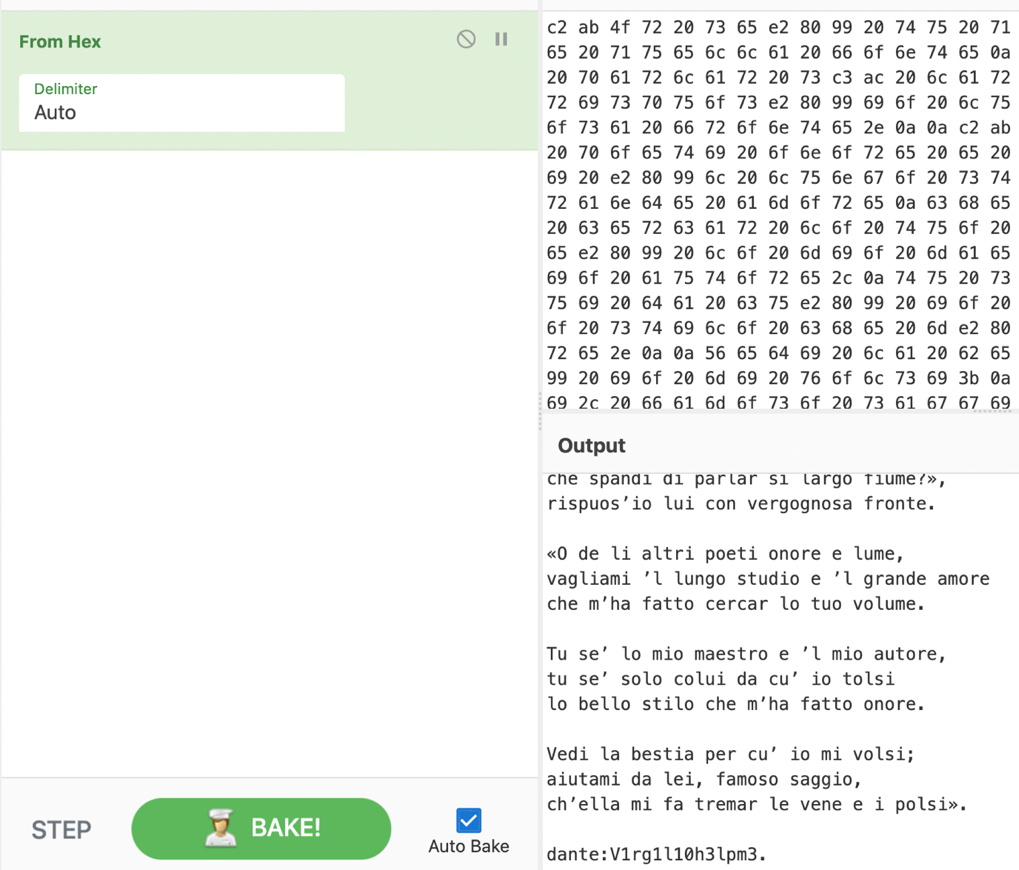 From Hex
Delimiter
Auto
STEP
BAKE!
Auto Bake
c2 ab 4f 72 20 73 65 e2 80 99 20 74 75 20 71
65 20 71 75 65 6c 6c 61 20 66 6f 6e 74 65 0a
20 70 61 72 6c 61 72 20 73 c3 ac 20 6c 61 72
72 69 73 70 75 6f 73 e2 80 99 69 6f 20 6c 75
6f 73 61 20 66 72 6f 6e 74 65 2e 0a 0a c2 ab
20 70 6f 65 74 69 20 6f 6e 6f 72 65 20 65 20
69 20 e2 80 99 6c 20 6c 75 6e 67 6f 20 73 74
72 61 6e 64 65 20 61 6d 6f 72 65 0a 63 68 65
20 63 65 72 63 61 72 20 6c 6f 20 74 75 6f 20
65 e2 80 99 20 6c 6f 20 6d 69 6f 20 6d 61 65
69 6f 20 61 75 74 6f 72 65 2c 0a 74 75 20 73
75 69 20 64 61 20 63 75 e2 80 99 20 69 6f 20
6f 20 73 74 69 6c 6f 20 63 68 65 20 6d e2 80
72 65 2e 0a 0a 56 65 64 69 20 6c 61 20 62 65
99 20 69 6f 20 6d 69 20 76 6f 6c 73 69 3b 0a
69 2c 20 66 61 6d 6f 73 6f 20 73 61 67 67 69
Output
che spandi di parlar sì largo fiume?»,
rispuos’io lui con vergognosa fronte.
«O de li altri poeti onore e lume,
vagliami ’l lungo studio e ’l grande amore
che m’ha fatto cercar lo tuo volume.
Tu se’ lo mio maestro e ’l mio autore,
tu se’ solo colui da cu’ io tolsi
lo bello stilo che m’ha fatto onore.
Vedi la bestia per cu’ io mi volsi;
aiutami da lei, famoso saggio,
ch’ella mi fa tremar le vene e i polsi».
dante:V1rg1l10h3lpm3.